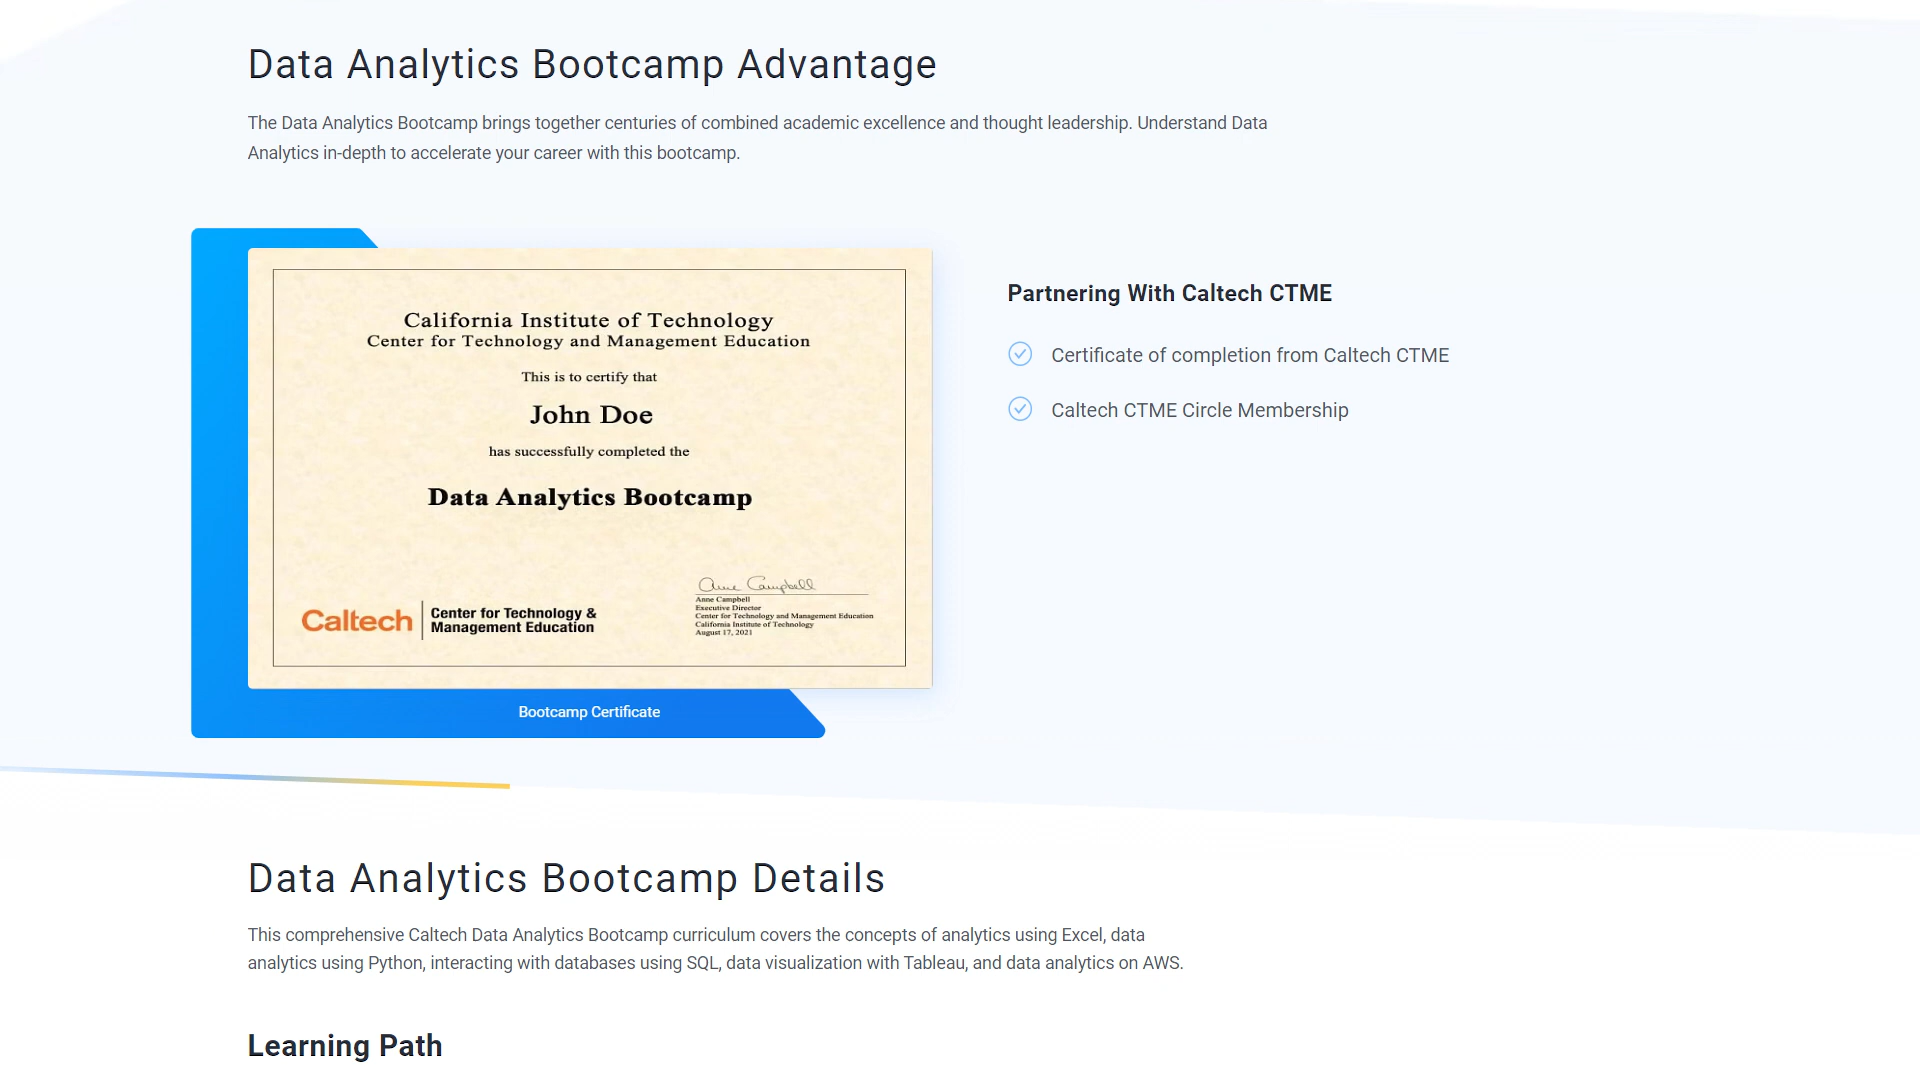 Data Analytics Bootcamp Advantage
The Data Analytics Bootcamp brings together centuries of combined academic excellence and thought leadership. Understand Data
Analytics in-depth to accelerate your career with this bootcamp.
California Institute of Technology
Center for Technology and Management Education
This is to certify that
John Doe
has successfully completed the
Data Analytics Bootcamp
Caltech
Center for Technology &
Management Education
Anne Campbell
Anne Campbell
Executive Director
Center for Technology and Management Education
California Institute of Technology
August 17, 2021
Bootcamp Certificate
Partnering With Caltech CTME
Certificate of completion from Caltech CTME
Caltech CTME Circle Membership
Data Analytics Bootcamp Details
This comprehensive Caltech Data Analytics Bootcamp curriculum covers the concepts of analytics using Excel, data
analytics using Python, interacting with databases using SQL, data visualization with Tableau, and data analytics on AWS.
Learning Path